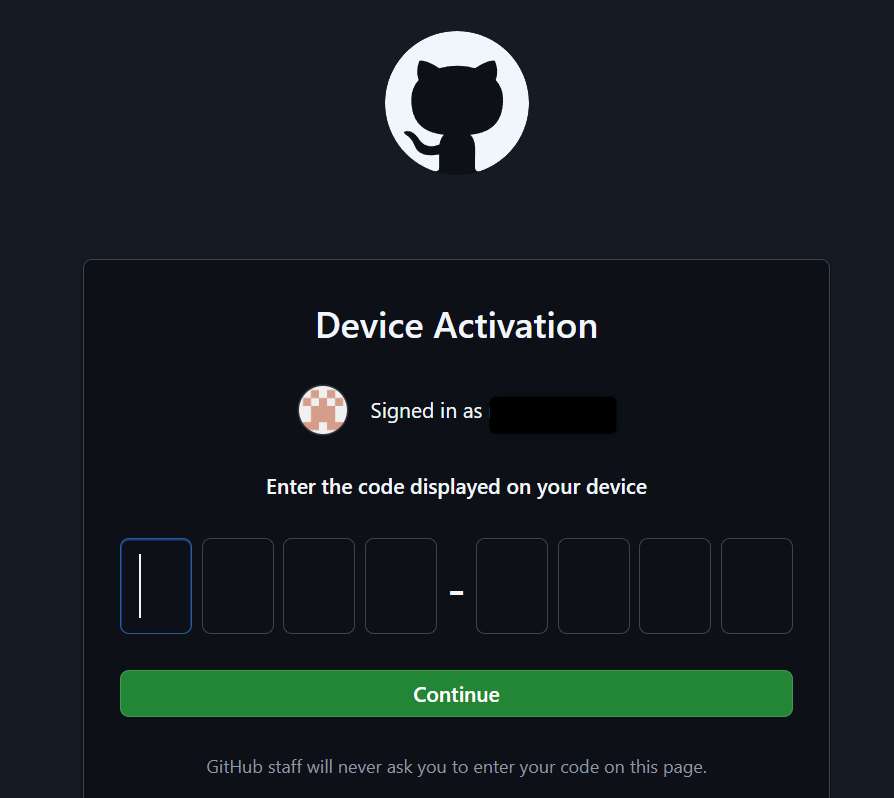 Device Activation
Signed in as
Enter the code displayed on your device
-
Continue
GitHub staff will never ask you to enter your code on this page.